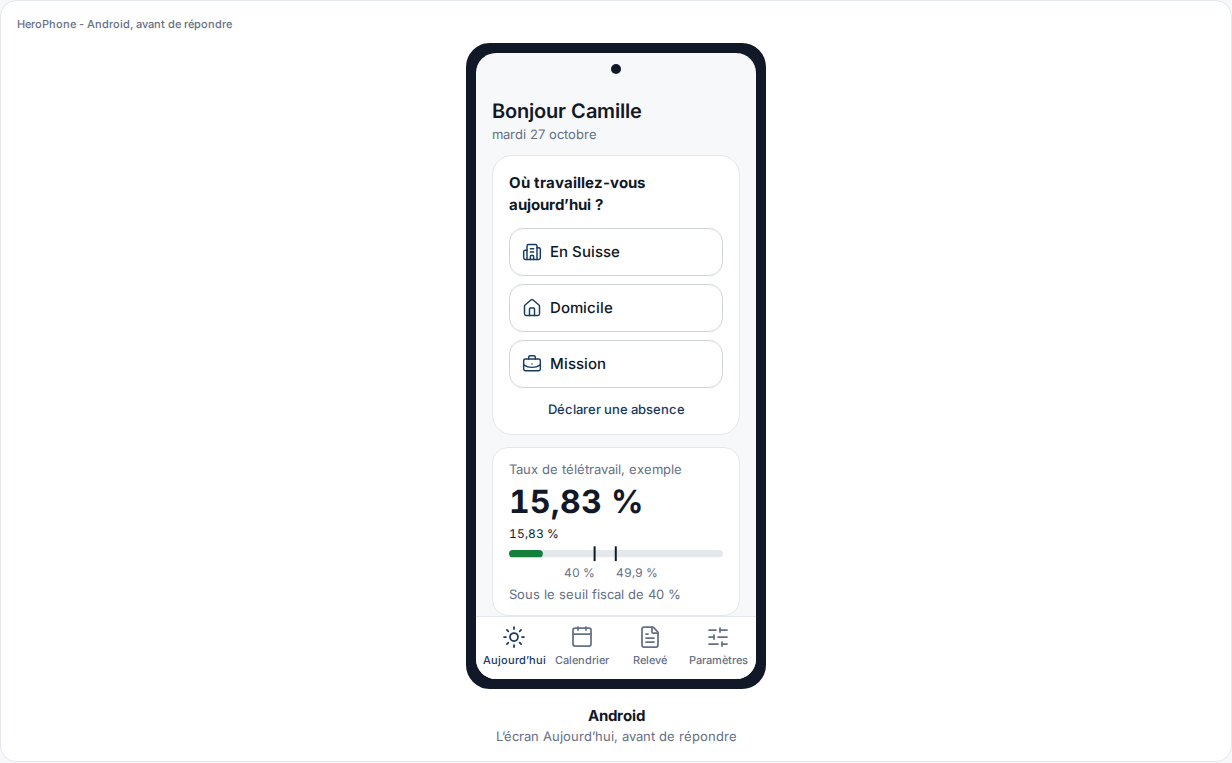 HeroPhone - Android, avant de répondre
Bonjour Camille
mardi 27 octobre
Où travaillez-vous
aujourd’hui ?
En Suisse
Domicile
Mission
Déclarer une absence
Taux de télétravail, exemple
15,83 %
15,83 %
40 % 49,9 %
Sous le seuil fiscal de 40 %
Aujourd’hui Calendrier Relevé Paramètres
Android
L’écran Aujourd’hui, avant de répondre